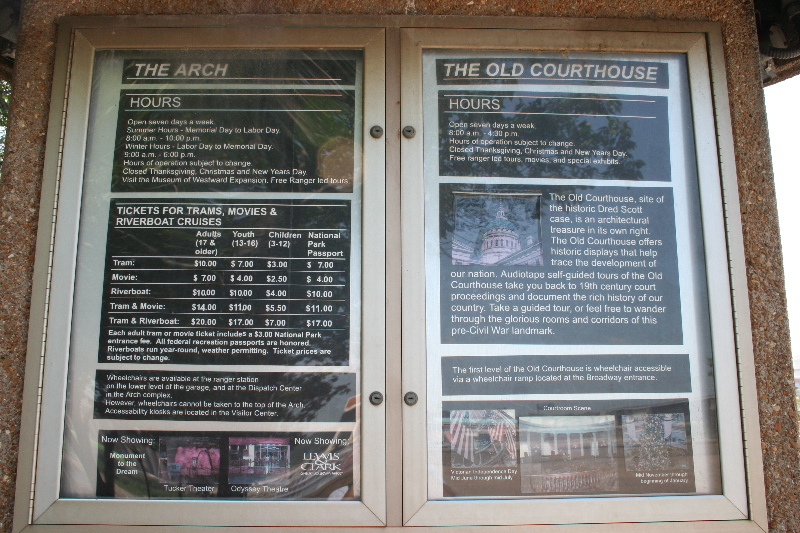 THE ARCH
HOURS
Open seven days a week.
Summer Hours - Memorial Day to Labor Day.
8:00 a.m. - 10:00 p.m.
Winter Hours - Labor Day to Memorial Day.
9:00 a.m. - 6:00 p.m.
Hours of operation subject to change.
Closed Thanksgiving, Christmas and New Years Day.
Visit the Museum of Westward Expansion, Free Ranger led tours.
TICKETS FOR TRAMS, MOVIES &
RIVERBOAT CRUISES
Adults (17 & older) Youth (13-16) Children (3-12) National Park Passport
Tram: $10.00 $ 7.00 $3.00 $ 7.00
Movie: $ 7.00 $ 4.00 $2.50 $ 4.00
Riverboat: $10.00 $10.00 $4.00 $10.00
Tram & Movie: $14.00 $11.00 $5.50 $11.00
Tram & Riverboat: $20.00 $17.00 $7.00 $17.00
Each adult tram or movie ticket includes a $3.00 National Park
entrance fee. All federal recreation passports are honored.
Riverboats run year-round, weather permitting. Ticket prices are
subject to change.
Wheelchairs are available at the ranger station
on the lower level of the garage, and at the Dispatch Center
in the Arch complex.
However, wheelchairs cannot be taken to the top of the Arch.
Accessability kiosks are located in the Visitor Center.
Now Showing:
Monument
to the
Dream
Tucker Theater
Odyssey Theatre
Now Showing:
LEWIS
& CLARK
THE OLD COURTHOUSE
HOURS
Open seven days a week.
8:00 a.m. - 4:30 p.m.
Hours of operation subject to change.
Closed Thanksgiving, Christmas and New Years Day.
Free ranger led tours, movies, and special exhibits.
The Old Courthouse, site of
the historic Dred Scott
case, is an architectural
treasure in its own right.
The Old Courthouse offers
historic displays that help
trace the development of
our nation. Audiotape self-guided tours of the Old
Courthouse take you back to 19th century court
proceedings and document the rich history of our
country. Take a guided tour, or feel free to wander
through the glorious rooms and corridors of this
pre-Civil War landmark.
The first level of the Old Courthouse is wheelchair accessible
via a wheelchair ramp located at the Broadway entrance.
Courtroom Scene
Victorian Independence Day
Mid June through mid July
Mid November through
beginning of January